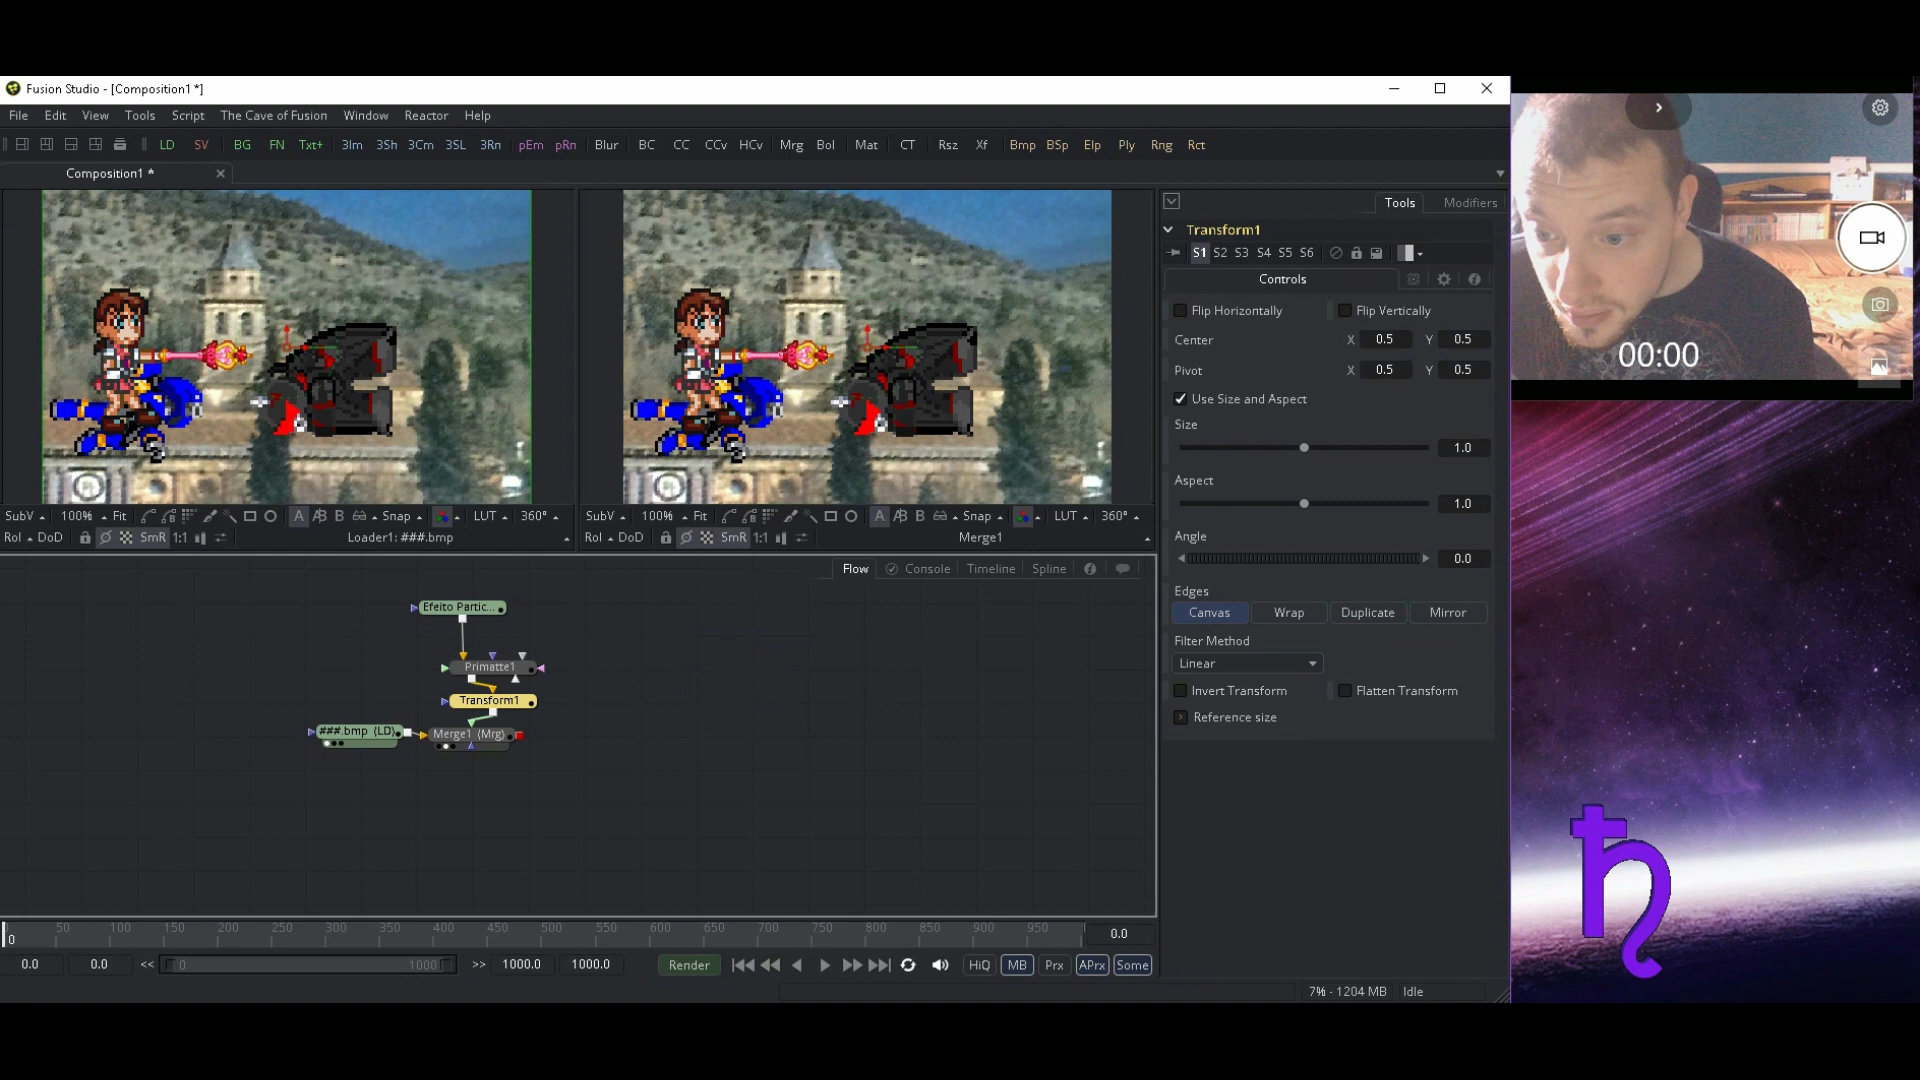 Fusion Studio - [Composition1 *]
File Edit View Tools Script The Cave of Fusion Window Reactor Help
LD SV BG FN Txt+ 3Im 3Sh 3Cm 3SL 3Rn pEm pRn Blur BC CC CCv HCv Mrg Bol Mat CT Rsz Xf Bmp BSp Elp Ply Rng Rct
Composition1 *
Tools Modifiers
Transform1
S1 S2 S3 S4 S5 S6
Controls
Flip Horizontally Flip Vertically
Center X 0.5 Y 0.5
Pivot X 0.5 Y 0.5
Use Size and Aspect
Size
1.0
Aspect
1.0
Angle
0.0
Edges
Canvas Wrap Duplicate Mirror
Filter Method
Linear
Invert Transform Flatten Transform
Reference size
00:00
SubV 100% Fit A A|B B Snap LUT 360°
RoI DoD SmR 1:1 Loader1: ###.bmp
SubV 100% Fit A A|B B Snap LUT 360°
RoI DoD SmR 1:1 Merge1
Flow Console Timeline Spline
Efeito Partic...
Primatte1
Transform1
###.bmp (LD)
Merge1 (Mrg)
0 50 100 150 200 250 300 350 400 450 500 550 600 650 700 750 800 850 900 950 0.0
0.0 0.0 << 0 1000 >> 1000.0 1000.0 Render HiQ MB Prx APrx Some
7% - 1204 MB Idle